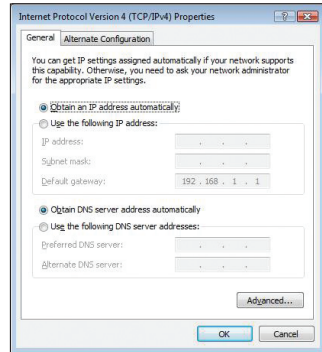 Internet Protocol Version 4 (TCP/IPv4) Properties
General
Alternate Configuration
You can get IP settings assigned automatically if your network supports
this capability. Otherwise, you need to ask your network administrator
for the appropriate IP settings.
Obtain an IP address automatically
Use the following IP address:
IP address:
Subnet mask:
Default gateway:
192 . 168 . 1 . 1
Obtain DNS server address automatically
Use the following DNS server addresses:
Preferred DNS server:
Alternate DNS server:
Advanced...
OK
Cancel